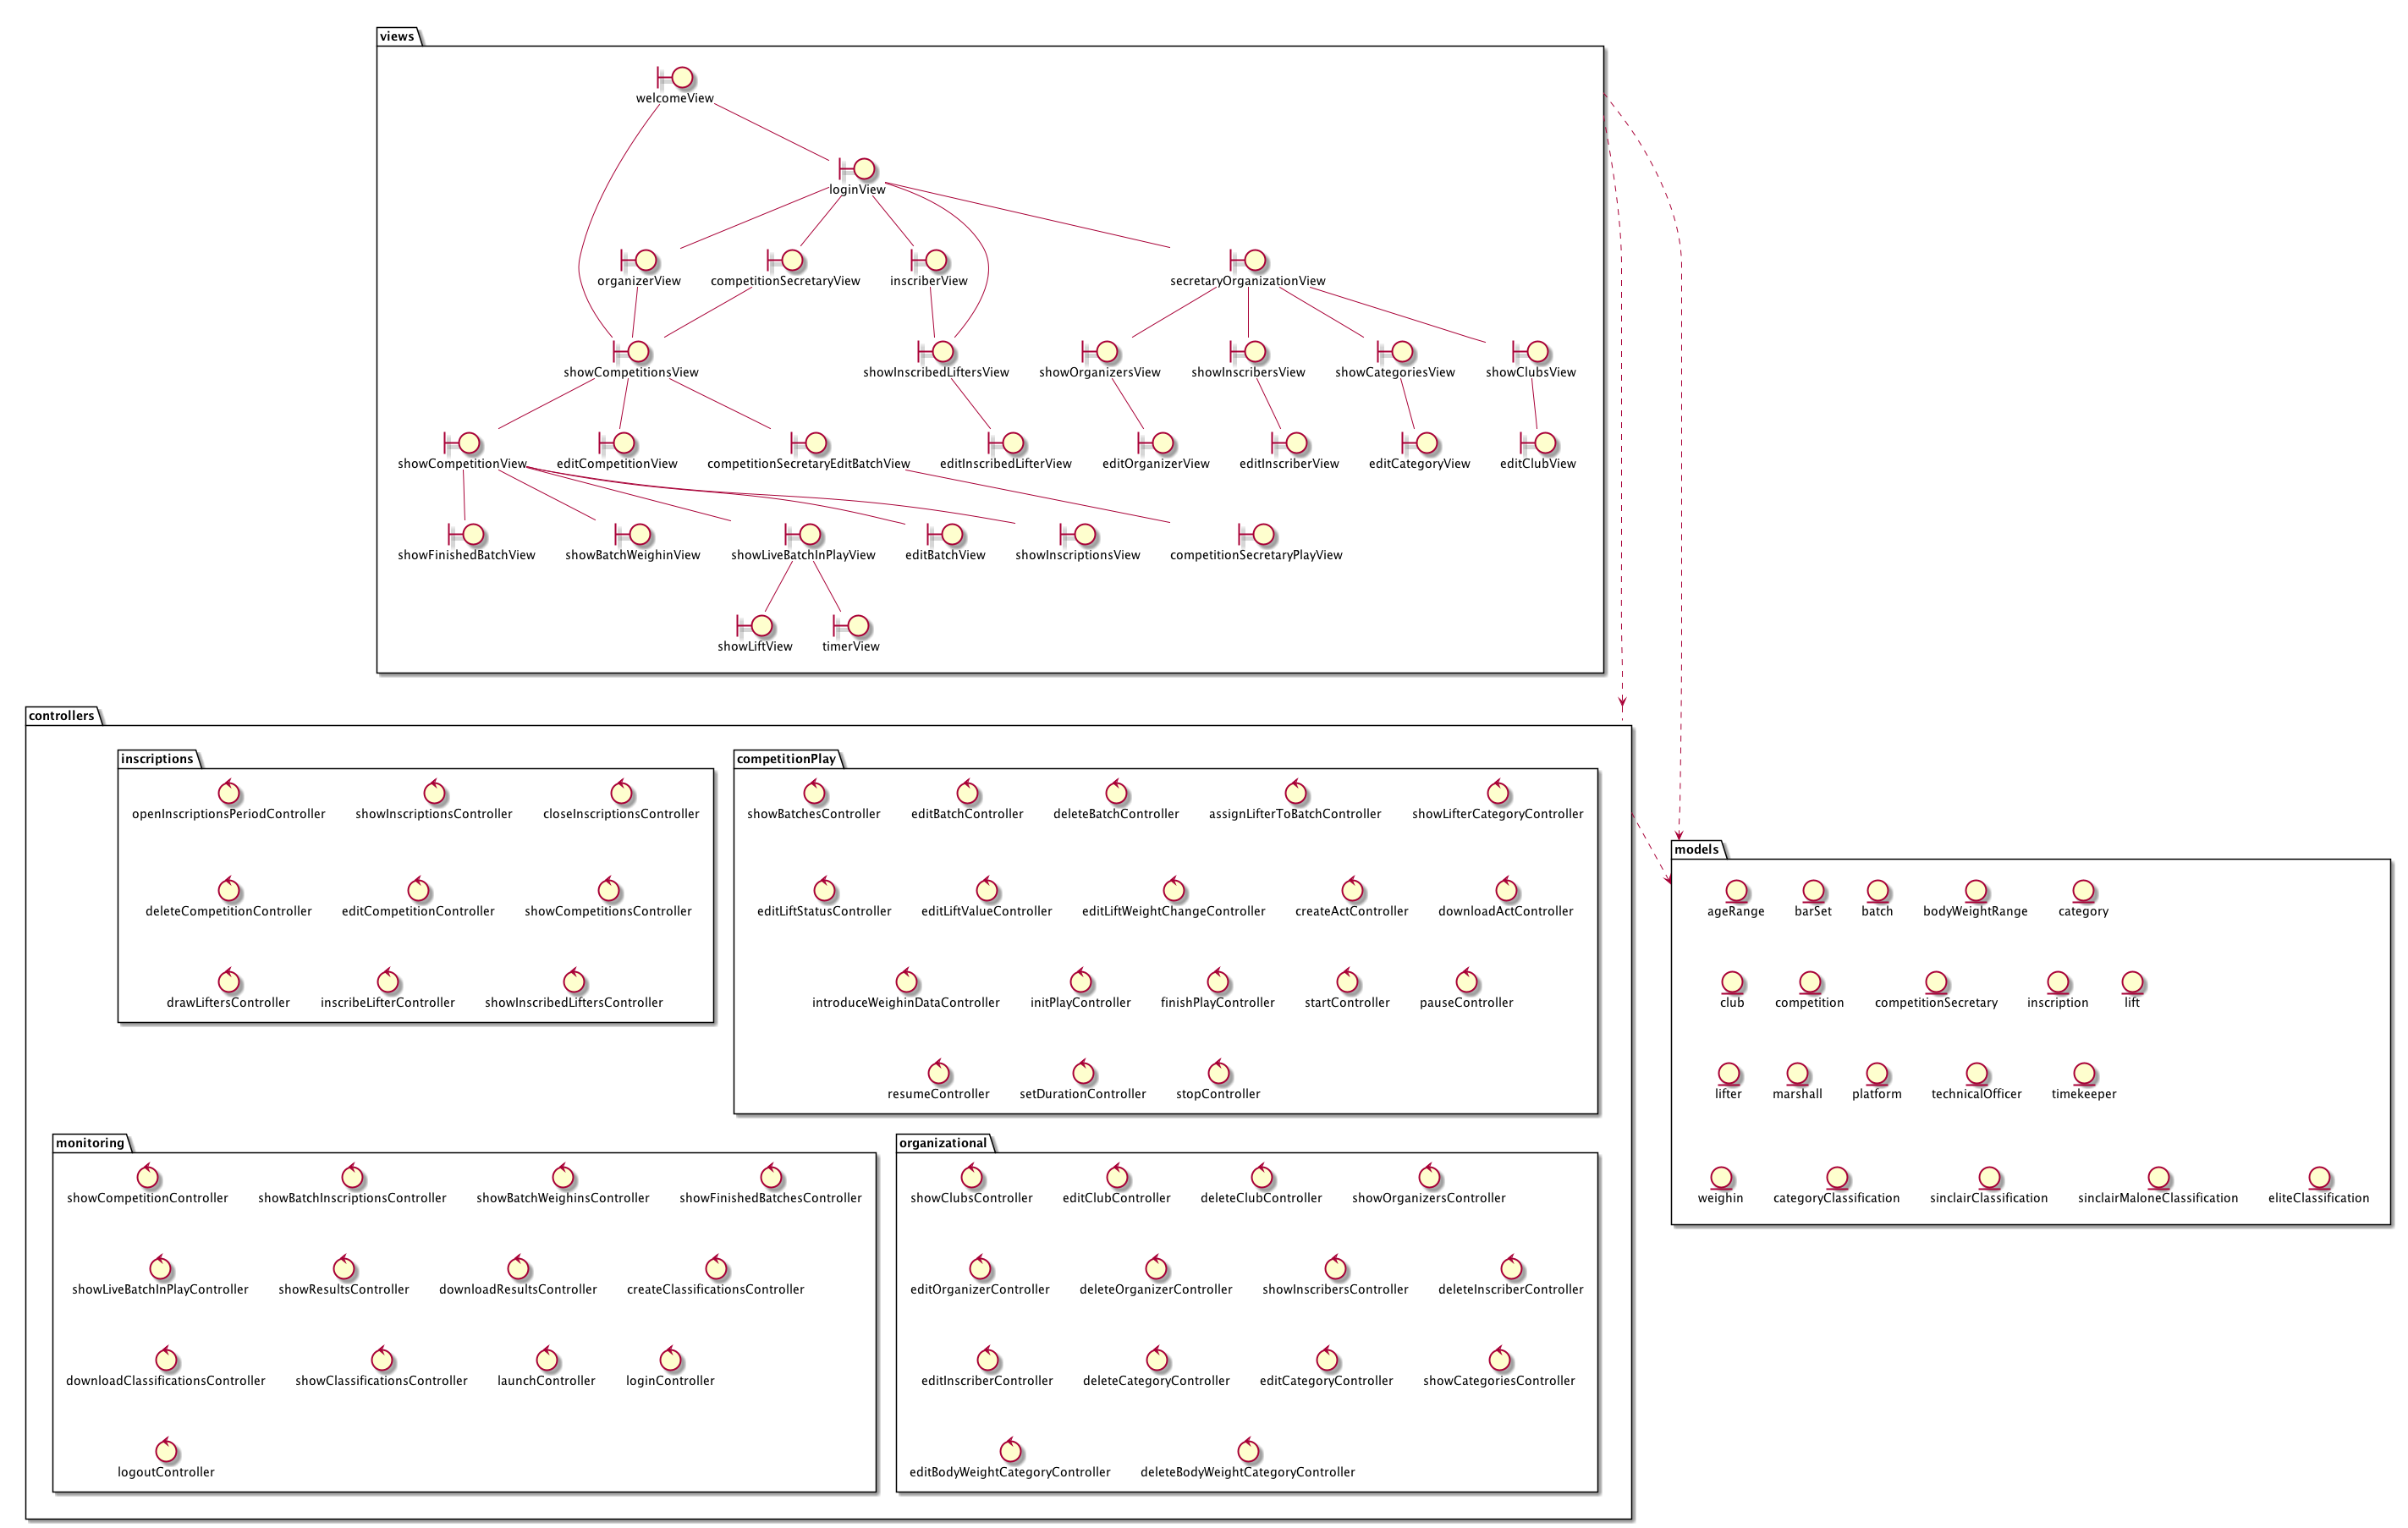 views
welcomeView
loginView
organizerView
competitionSecretaryView
inscriberView
secretaryOrganizationView
showCompetitionsView
showInscribedLiftersView
showOrganizersView
showInscribersView
showCategoriesView
showClubsView
showCompetitionView
editCompetitionView
competitionSecretaryEditBatchView
editInscribedLifterView
editOrganizerView
editInscriberView
editCategoryView
editClubView
showFinishedBatchView
showBatchWeighinView
showLiveBatchInPlayView
editBatchView
showInscriptionsView
competitionSecretaryPlayView
showLiftView
timerView
controllers
inscriptions
openInscriptionsPeriodController
showInscriptionsController
closeInscriptionsController
deleteCompetitionController
editCompetitionController
showCompetitionsController
drawLiftersController
inscribeLifterController
showInscribedLiftersController
competitionPlay
showBatchesController
editBatchController
deleteBatchController
assignLifterToBatchController
showLifterCategoryController
editLiftStatusController
editLiftValueController
editLiftWeightChangeController
createActController
downloadActController
introduceWeighinDataController
initPlayController
finishPlayController
startController
pauseController
resumeController
setDurationController
stopController
monitoring
showCompetitionController
showBatchInscriptionsController
showBatchWeighinsController
showFinishedBatchesController
showLiveBatchInPlayController
showResultsController
downloadResultsController
createClassificationsController
downloadClassificationsController
showClassificationsController
launchController
loginController
logoutController
organizational
showClubsController
editClubController
deleteClubController
showOrganizersController
editOrganizerController
deleteOrganizerController
showInscribersController
deleteInscriberController
editInscriberController
deleteCategoryController
editCategoryController
showCategoriesController
editBodyWeightCategoryController
deleteBodyWeightCategoryController
models
ageRange
barSet
batch
bodyWeightRange
category
club
competition
competitionSecretary
inscription
lift
lifter
marshall
platform
technicalOfficer
timekeeper
weighin
categoryClassification
sinclairClassification
sinclairMaloneClassification
eliteClassification